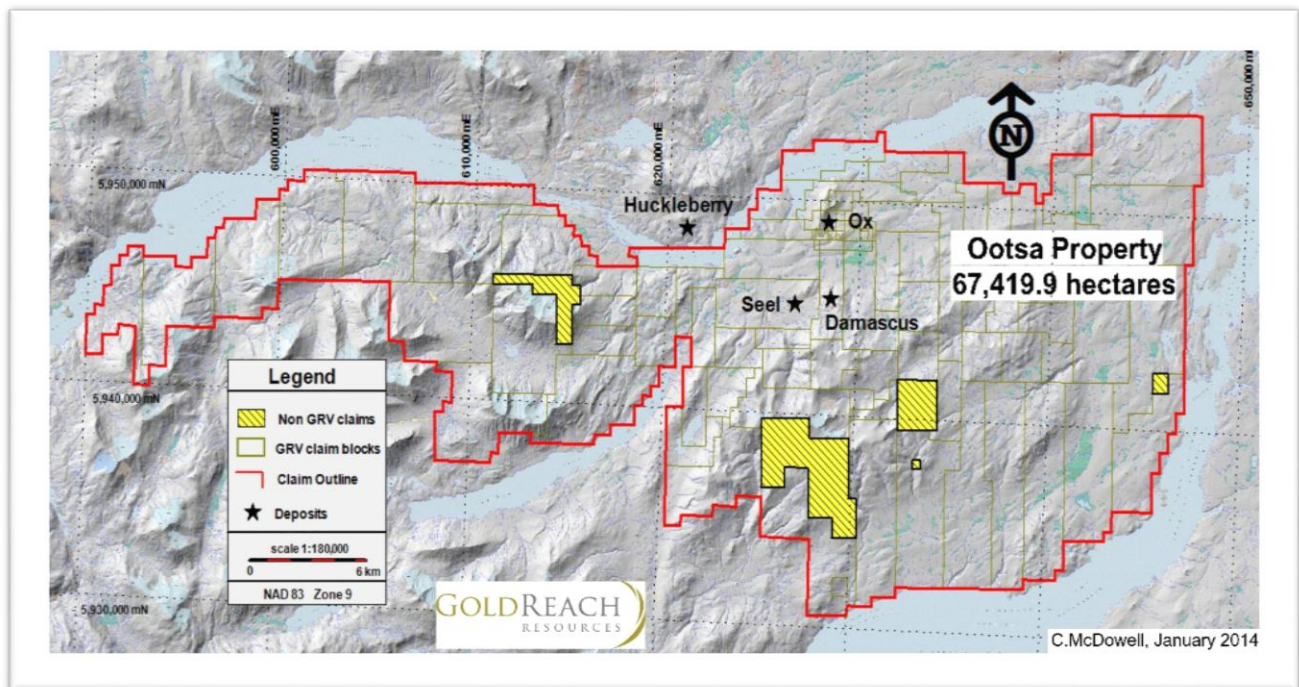 600,000 mE
610,000 mE
620,000 mE
650,000 mE
5,950,000 mN
Huckleberry
Ox
Ootsa Property
67,419.9 hectares
Seel
Damascus
Legend
5,940,000 mN
Non GRV claims
GRV claim blocks
Claim Outline
Deposits
scale 1:180,000
0 6 km
NAD 83 Zone 9
5,930,000 mN
GOLDREACH
RESOURCES
N
C.McDowell, January 2014